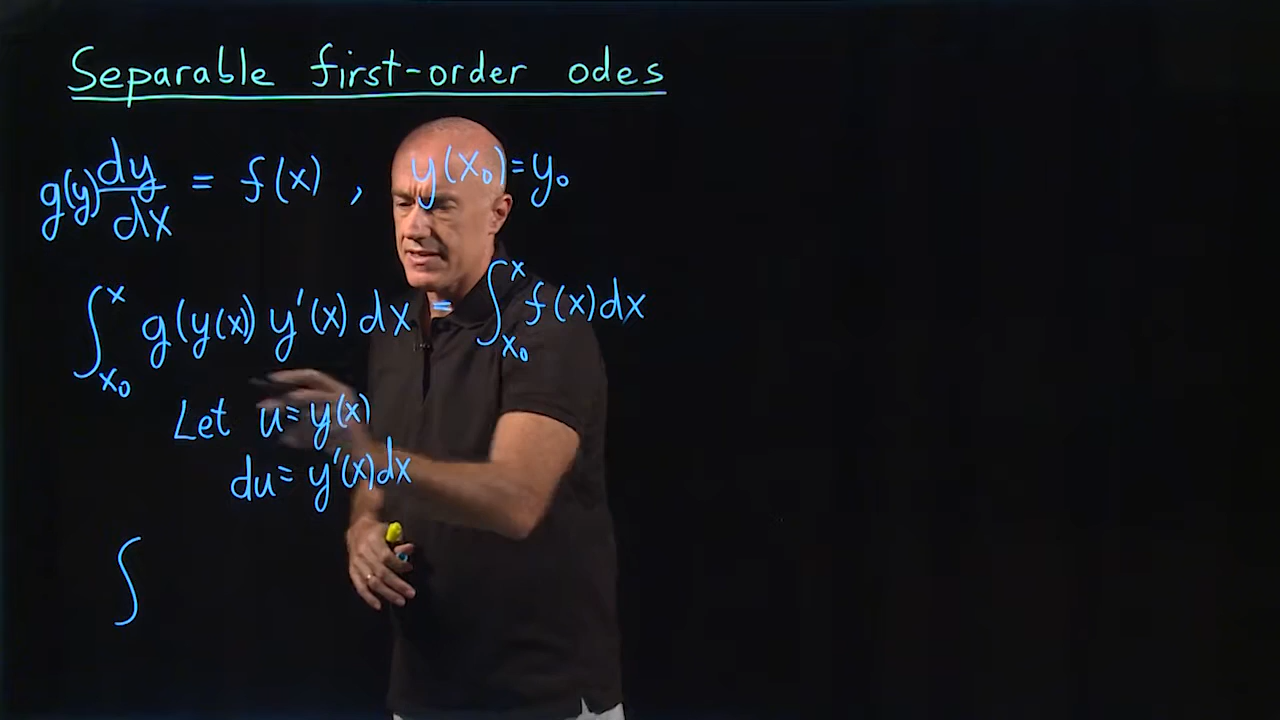 Separable first-order odes
g(y) dy/dx = f(x) , y(x₀)=y₀
∫_{x₀}^{x} g(y(x)) y'(x) dx = ∫_{x₀}^{x} f(x) dx
Let u = y(x)
du = y'(x)dx
∫